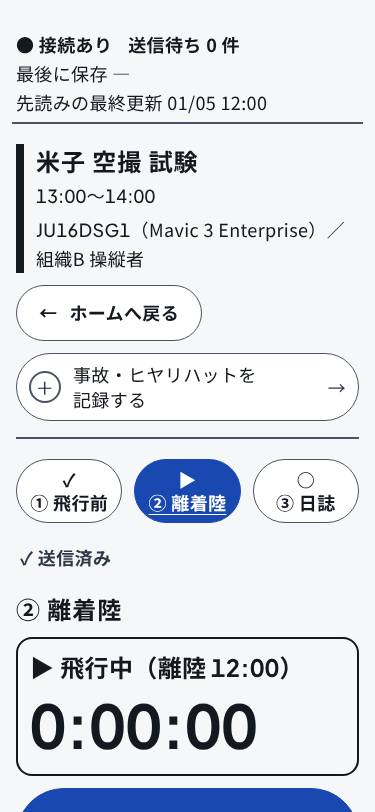 ● 接続あり 送信待ち 0 件
最後に保存 —
先読みの最終更新 01/05 12:00
米子 空撮 試験
13:00〜14:00
JU16DSG1（Mavic 3 Enterprise）／
組織B 操縦者
← ホームへ戻る
＋ 事故・ヒヤリハットを
記録する →
✓
① 飛行前
▶
② 離着陸
○
③ 日誌
✓ 送信済み
② 離着陸
▶ 飛行中（離陸 12:00）
0:00:00